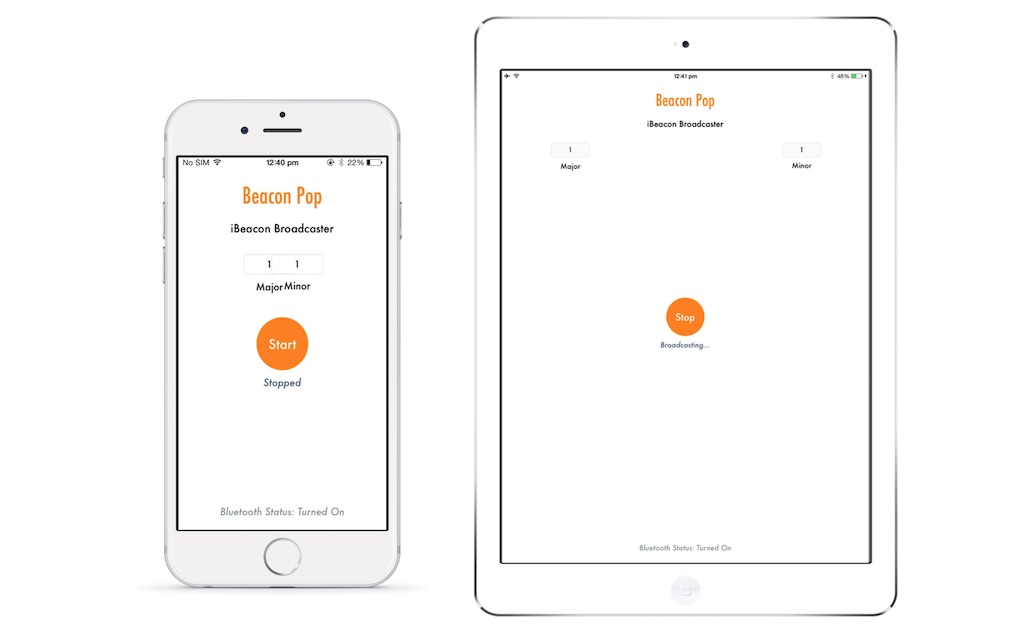 No SIM 12:40 pm 22%
Beacon Pop
iBeacon Broadcaster
1 1
Major Minor
Start
Stopped
Bluetooth Status: Turned On
12:41 pm 48%
Beacon Pop
iBeacon Broadcaster
1 1
Major Minor
Stop
Broadcasting...
Bluetooth Status: Turned On